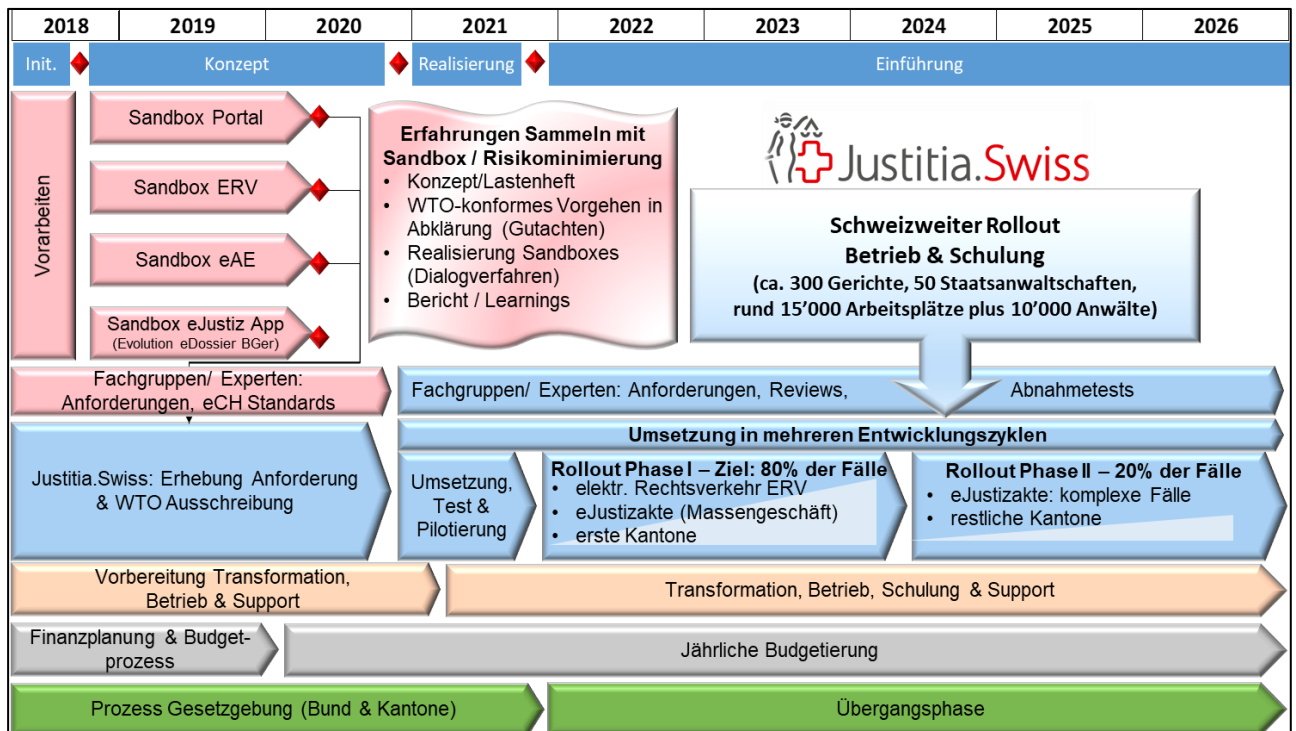 2018 2019 2020 2021 2022 2023 2024 2025 2026
Init. Konzept Realisierung Einführung
Vorarbeiten
Sandbox Portal
Sandbox ERV
Sandbox eAE
Sandbox eJustiz App
(Evolution eDossier BGer)
Erfahrungen Sammeln mit
Sandbox / Risikominimierung
• Konzept/Lastenheft
• WTO-konformes Vorgehen in
Abklärung (Gutachten)
• Realisierung Sandboxes
(Dialogverfahren)
• Bericht / Learnings
Justitia.Swiss
Schweizweiter Rollout
Betrieb & Schulung
(ca. 300 Gerichte, 50 Staatsanwaltschaften,
rund 15’000 Arbeitsplätze plus 10’000 Anwälte)
Fachgruppen/ Experten:
Anforderungen, eCH Standards
Fachgruppen/ Experten: Anforderungen, Reviews, Abnahmetests
Umsetzung in mehreren Entwicklungszyklen
Justitia.Swiss: Erhebung Anforderung
& WTO Ausschreibung
Umsetzung,
Test &
Pilotierung
Rollout Phase I – Ziel: 80% der Fälle
• elektr. Rechtsverkehr ERV
• eJustizakte (Massengeschäft)
• erste Kantone
Rollout Phase II – 20% der Fälle
• eJustizakte: komplexe Fälle
• restliche Kantone
Vorbereitung Transformation,
Betrieb & Support
Transformation, Betrieb, Schulung & Support
Finanzplanung & Budget-
prozess
Jährliche Budgetierung
Prozess Gesetzgebung (Bund & Kantone)
Übergangsphase